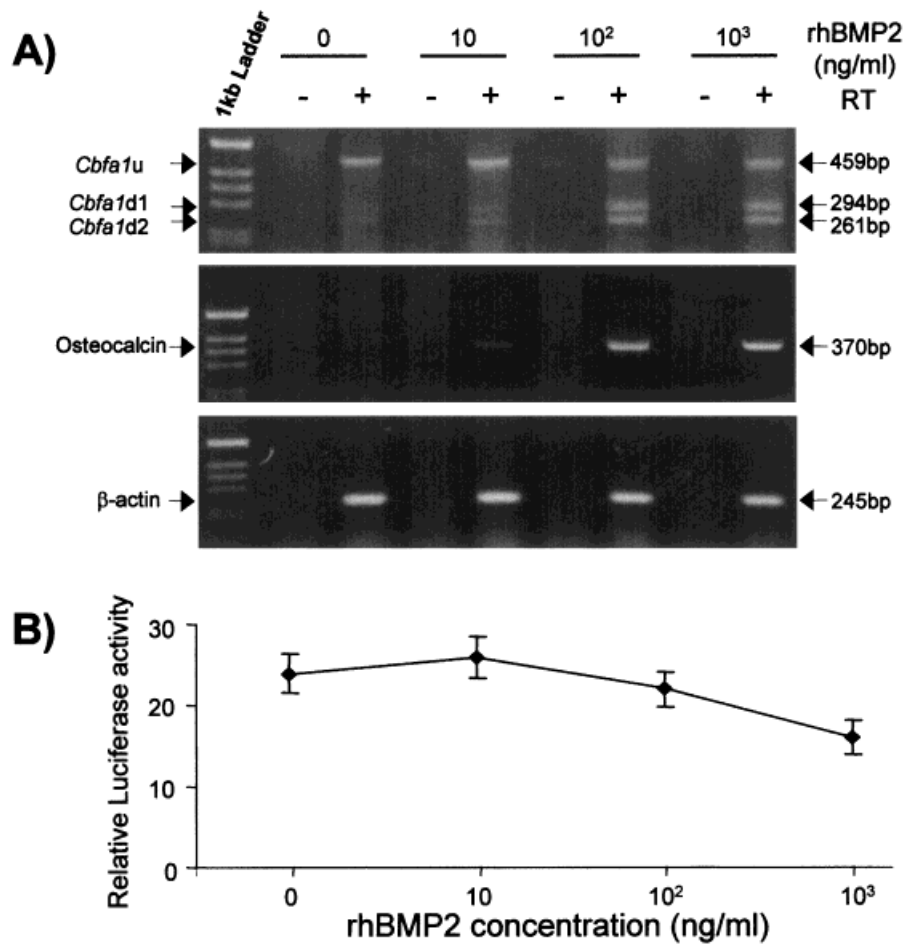 A)
1kb Ladder
0 10 10² 10³ rhBMP2
(ng/ml)
- + - + - + - + RT
Cbfa1u 459bp
Cbfa1d1 294bp
Cbfa1d2 261bp
Osteocalcin 370bp
β-actin 245bp
B)
Relative Luciferase activity
30
20
10
0
0 10 10² 10³
rhBMP2 concentration (ng/ml)